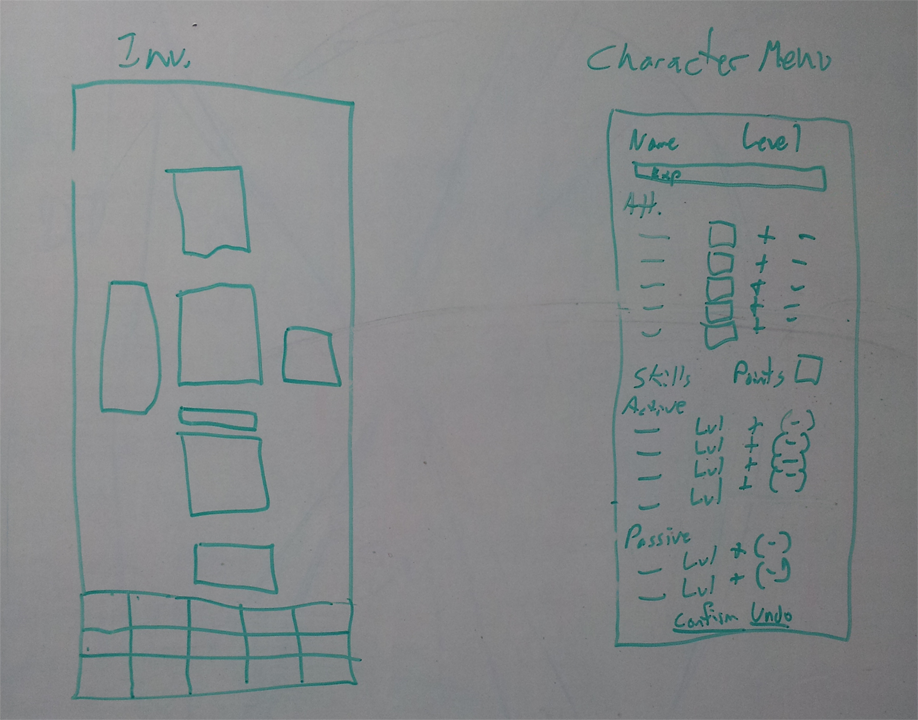 Inv.
Character Menu
Name Level
Exp
Att.
+ -
+ -
+ -
+ -
+ -
Skills Points
Active
- Lvl + (-)
- Lvl + (-)
- Lvl + (-)
- Lvl + (-)
Passive
- Lvl + (-)
- Lvl + (-)
Confirm Undo